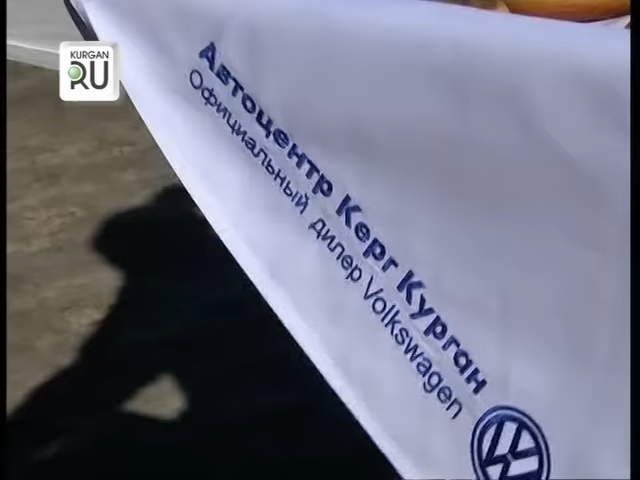 KURGAN
RU
Автоцентр Керг Курган
Официальный дилер Volkswagen